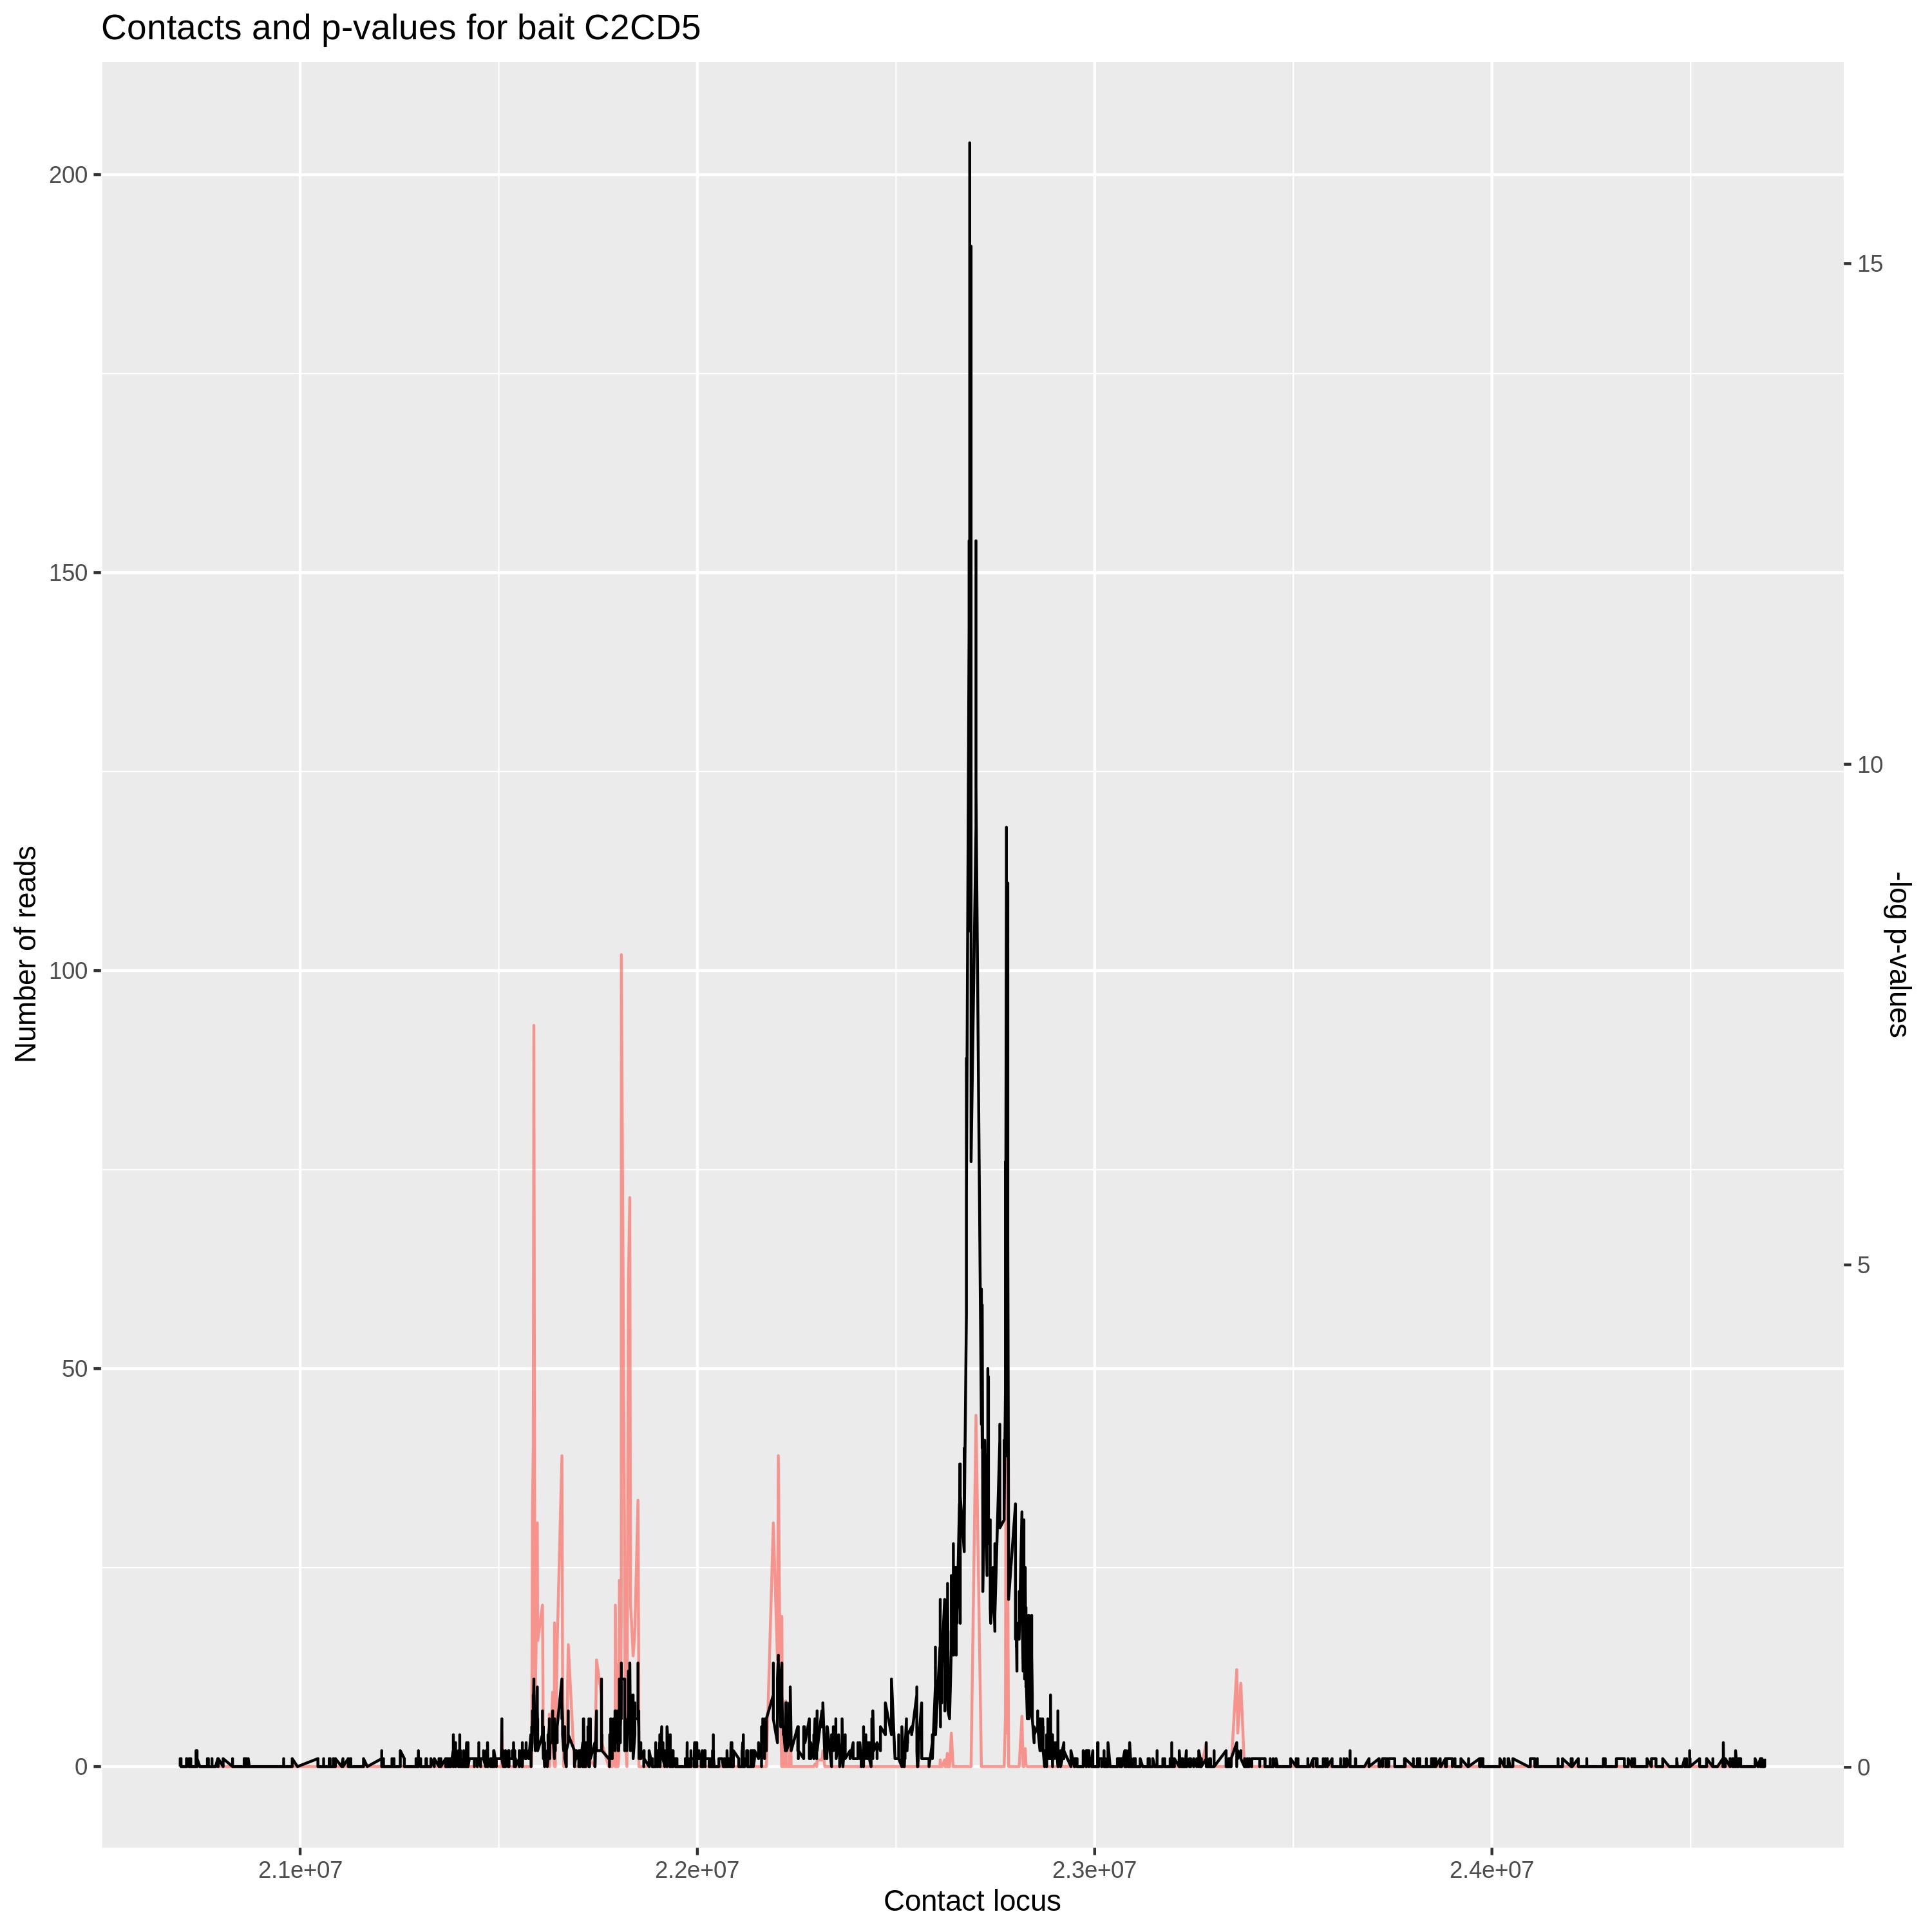 Contacts and p-values for bait C2CD5
200
150
100
50
0
Number of reads
15
10
5
0
-log p-values
2.1e+07
2.2e+07
2.3e+07
2.4e+07
Contact locus